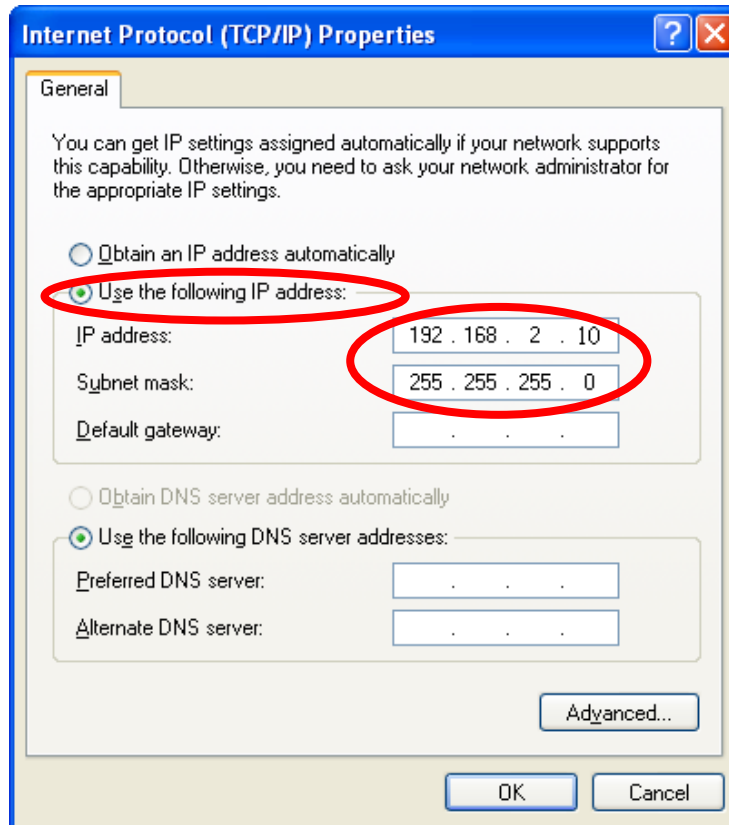 Internet Protocol (TCP/IP) Properties
General
You can get IP settings assigned automatically if your network supports
this capability. Otherwise, you need to ask your network administrator for
the appropriate IP settings.
Obtain an IP address automatically
Use the following IP address:
IP address: 192 . 168 . 2 . 10
Subnet mask: 255 . 255 . 255 . 0
Default gateway: . . .
Obtain DNS server address automatically
Use the following DNS server addresses:
Preferred DNS server: . . .
Alternate DNS server: . . .
Advanced...
OK Cancel